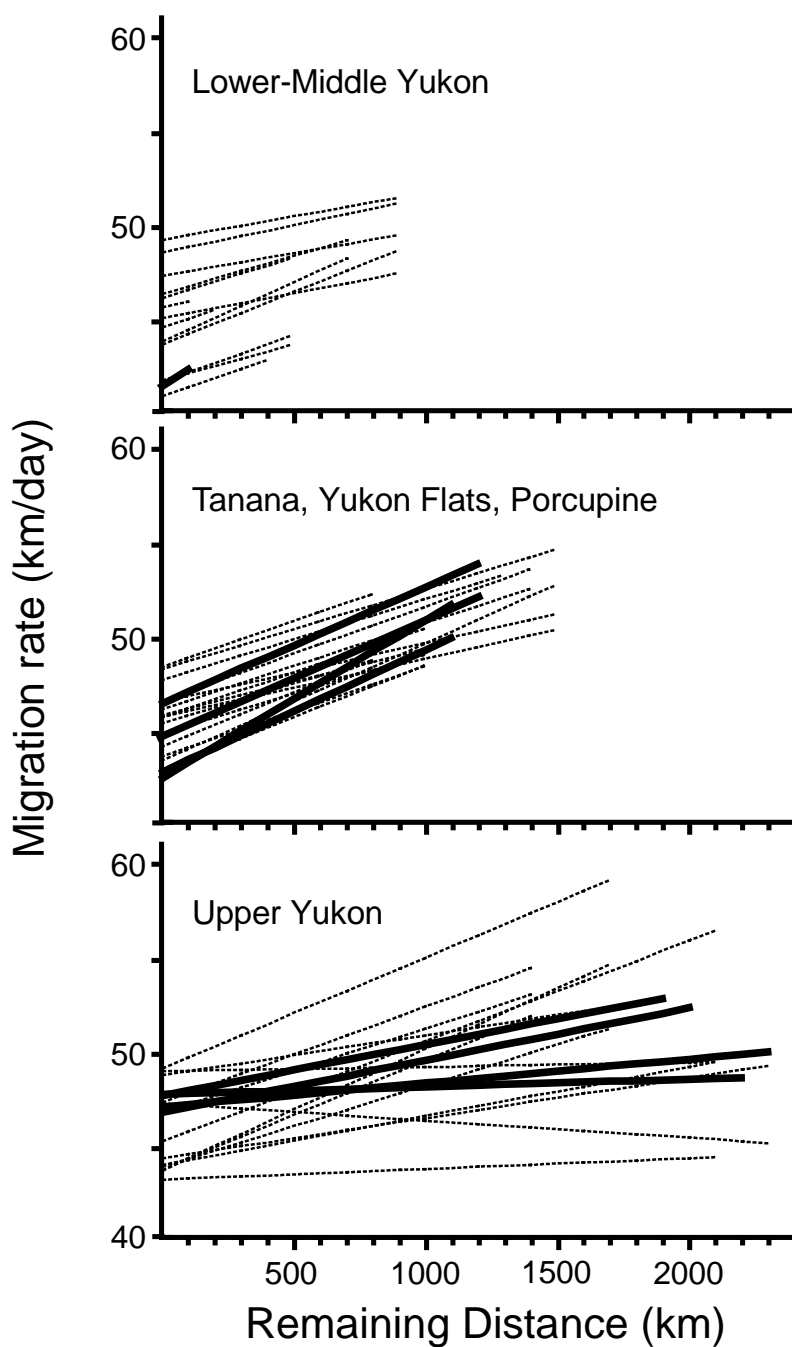 Migration rate (km/day)
60
Lower-Middle Yukon
50
60
Tanana, Yukon Flats, Porcupine
50
60
Upper Yukon
50
40
500 1000 1500 2000
Remaining Distance (km)